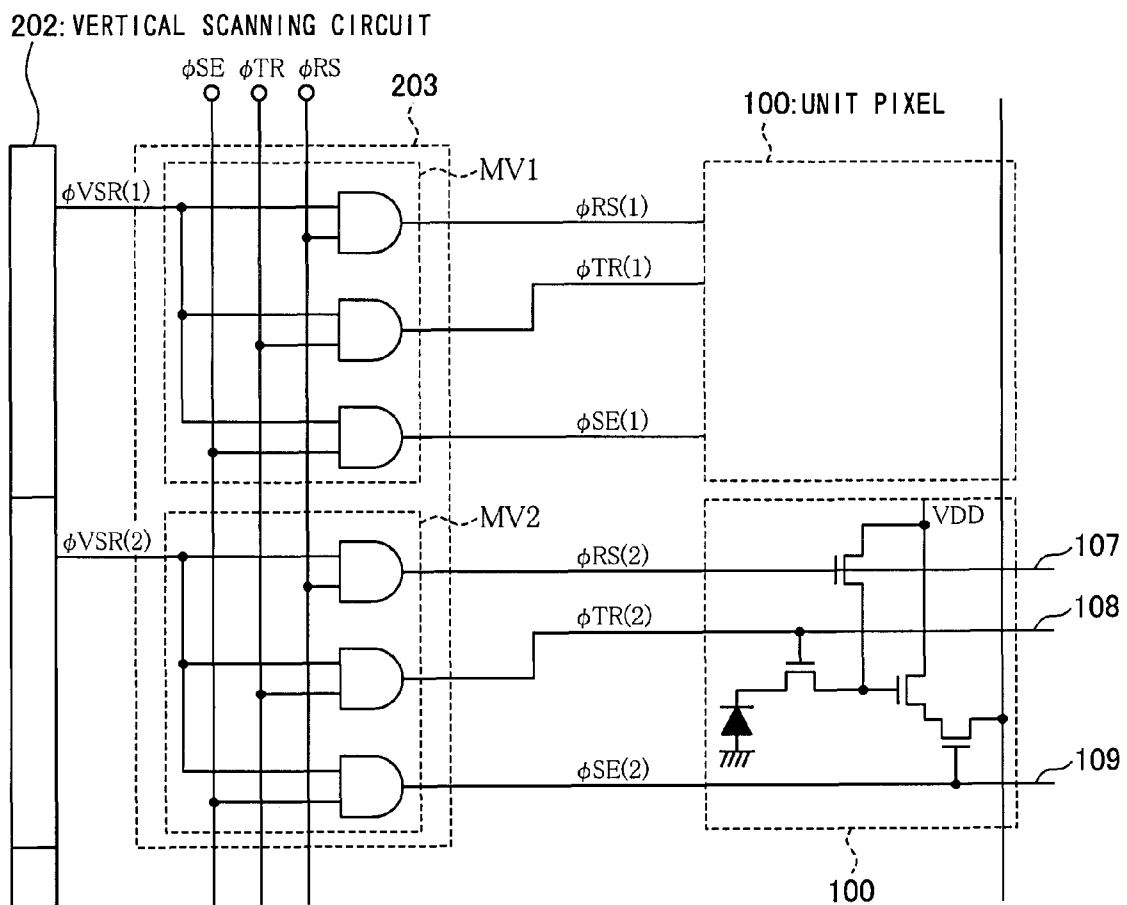 202: VERTICAL SCANNING CIRCUIT
φSE φTR φRS
203
100: UNIT PIXEL
MV1
φVSR(1)
φRS(1)
φTR(1)
φSE(1)
MV2
VDD
φVSR(2)
φRS(2)
107
φTR(2)
108
φSE(2)
109
100